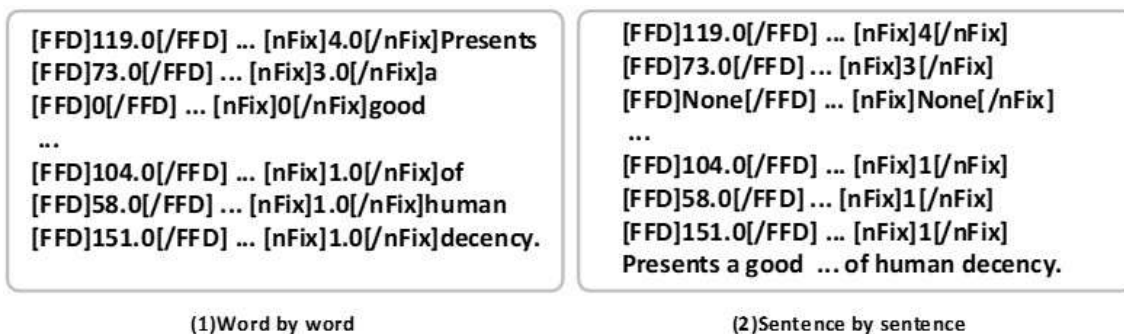 [FFD]119.0[/FFD] ... [nFix]4.0[/nFix]Presents
[FFD]73.0[/FFD] ... [nFix]3.0[/nFix]a
[FFD]0[/FFD] ... [nFix]0[/nFix]good
...
[FFD]104.0[/FFD] ... [nFix]1.0[/nFix]of
[FFD]58.0[/FFD] ... [nFix]1.0[/nFix]human
[FFD]151.0[/FFD] ... [nFix]1.0[/nFix]decency.
(1)Word by word
[FFD]119.0[/FFD] ... [nFix]4[/nFix]
[FFD]73.0[/FFD] ... [nFix]3[/nFix]
[FFD]None[/FFD] ... [nFix]None[/nFix]
...
[FFD]104.0[/FFD] ... [nFix]1[/nFix]
[FFD]58.0[/FFD] ... [nFix]1[/nFix]
[FFD]151.0[/FFD] ... [nFix]1[/nFix]
Presents a good ... of human decency.
(2)Sentence by sentence